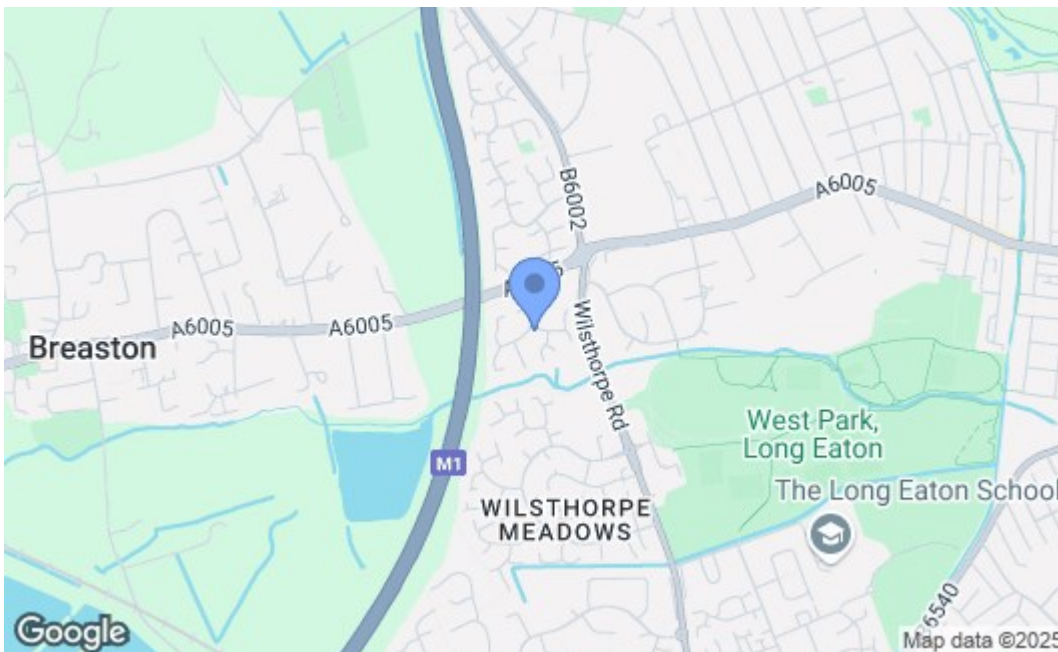 B6002
A6005
A6005
A6005
Breaston
Wilsthorpe Rd
M1
West Park,
Long Eaton
The Long Eaton School
WILSTHORPE
MEADOWS
6540
Google
Map data ©2025